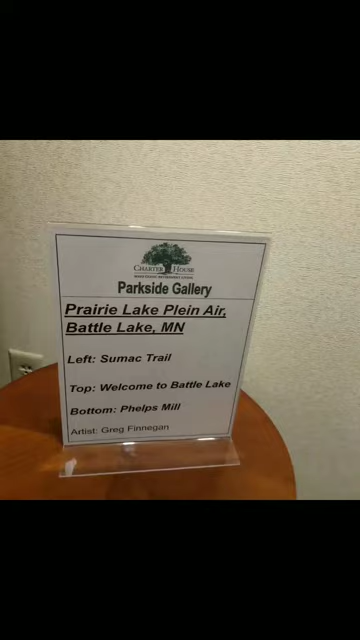 CHARTER HOUSE
Parkside Gallery
Prairie Lake Plein Air,
Battle Lake, MN
Left: Sumac Trail
Top: Welcome to Battle Lake
Bottom: Phelps Mill
Artist: Greg Finnegan